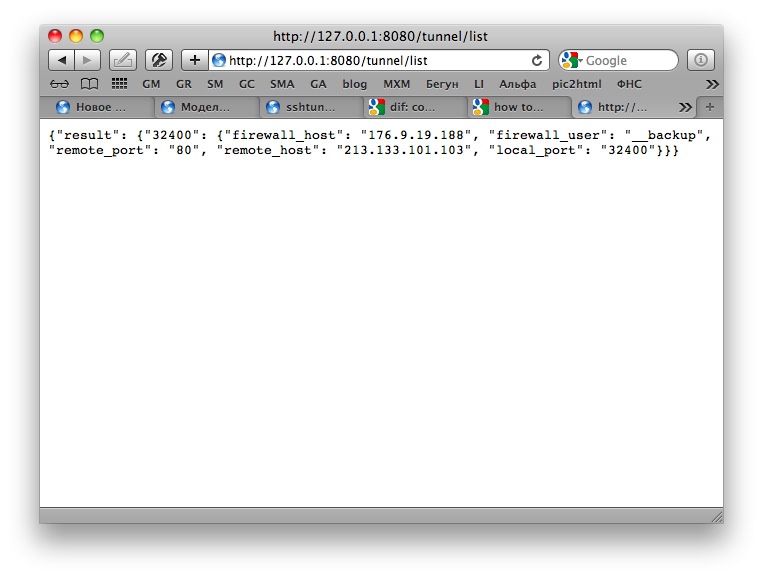 http://127.0.0.1:8080/tunnel/list
http://127.0.0.1:8080/tunnel/list
Google
GM GR SM GC SMA GA blog MXM Бегун LI Альфа pic2html ФНС
Новое ... Модел... sshtun... dif: co... how to... http://...
{"result": {"32400": {"firewall_host": "176.9.19.188", "firewall_user": "__backup",
"remote_port": "80", "remote_host": "213.133.101.103", "local_port": "32400"}}}